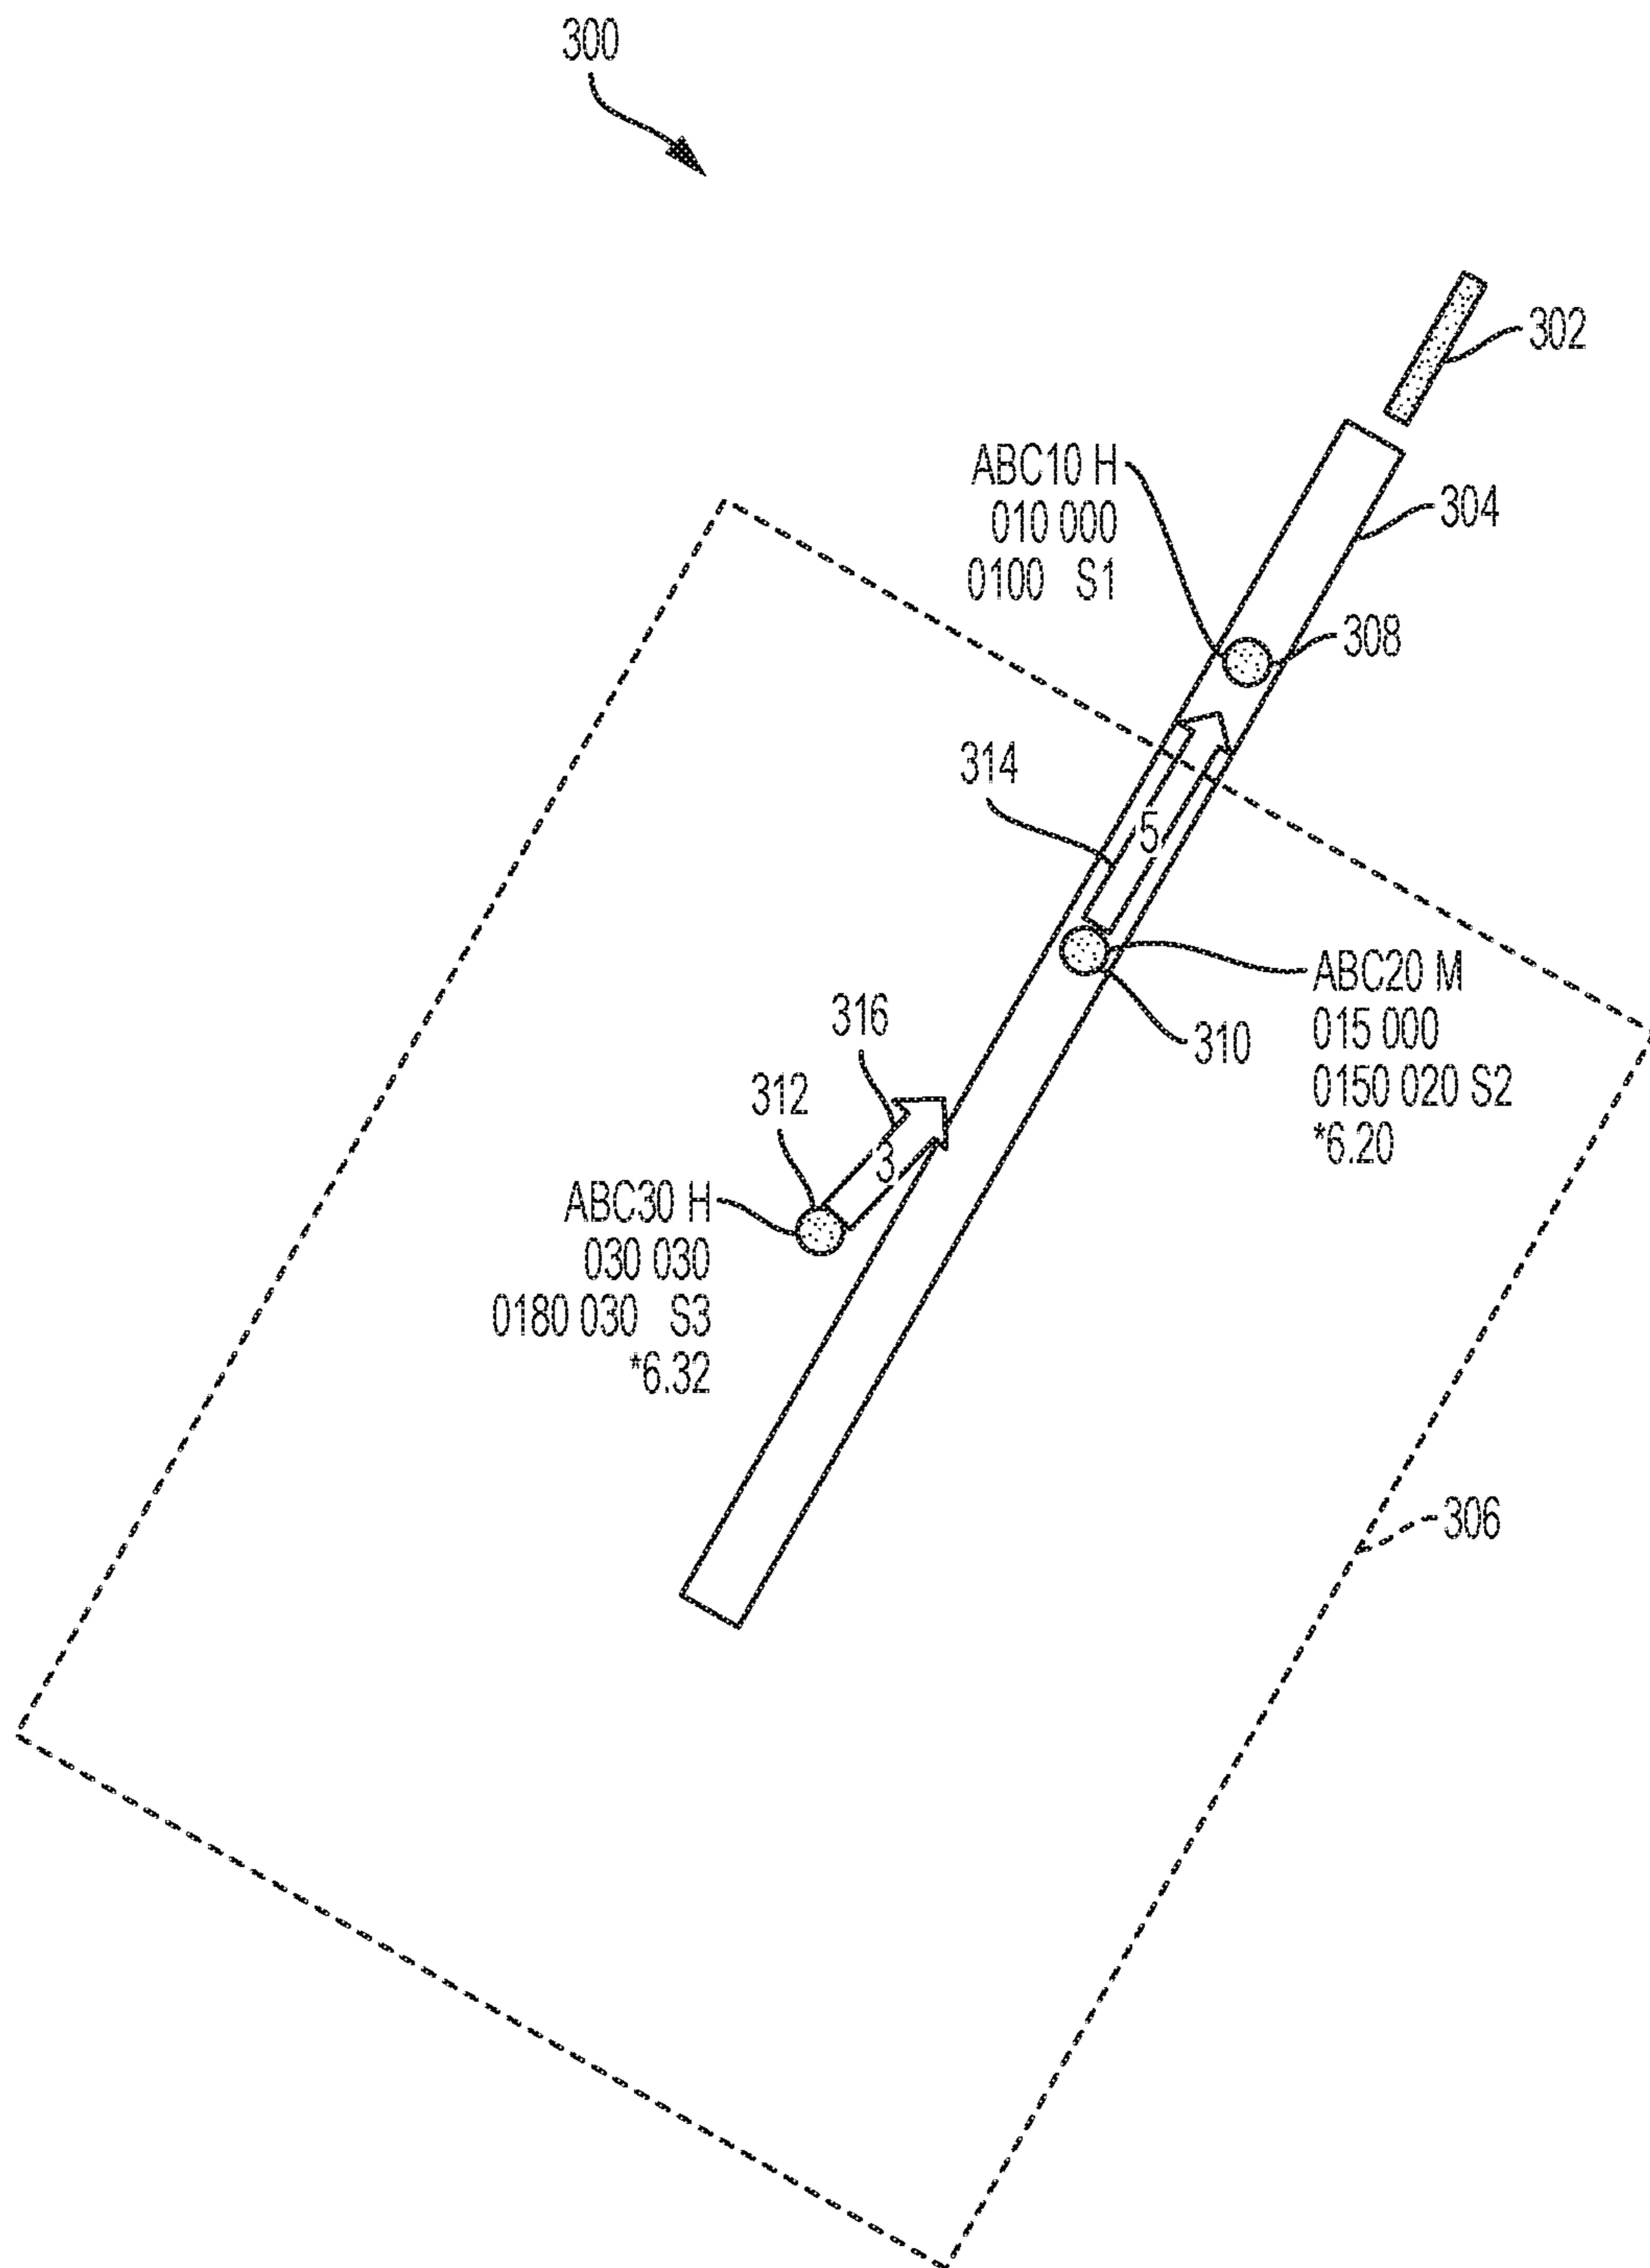 300
302
ABC10 H
010 000
0100 S1
304
308
314
5
ABC20 M
015 000
0150 020 S2
*6.20
310
316
312
3
ABC30 H
030 030
0180 030 S3
*6.32
306